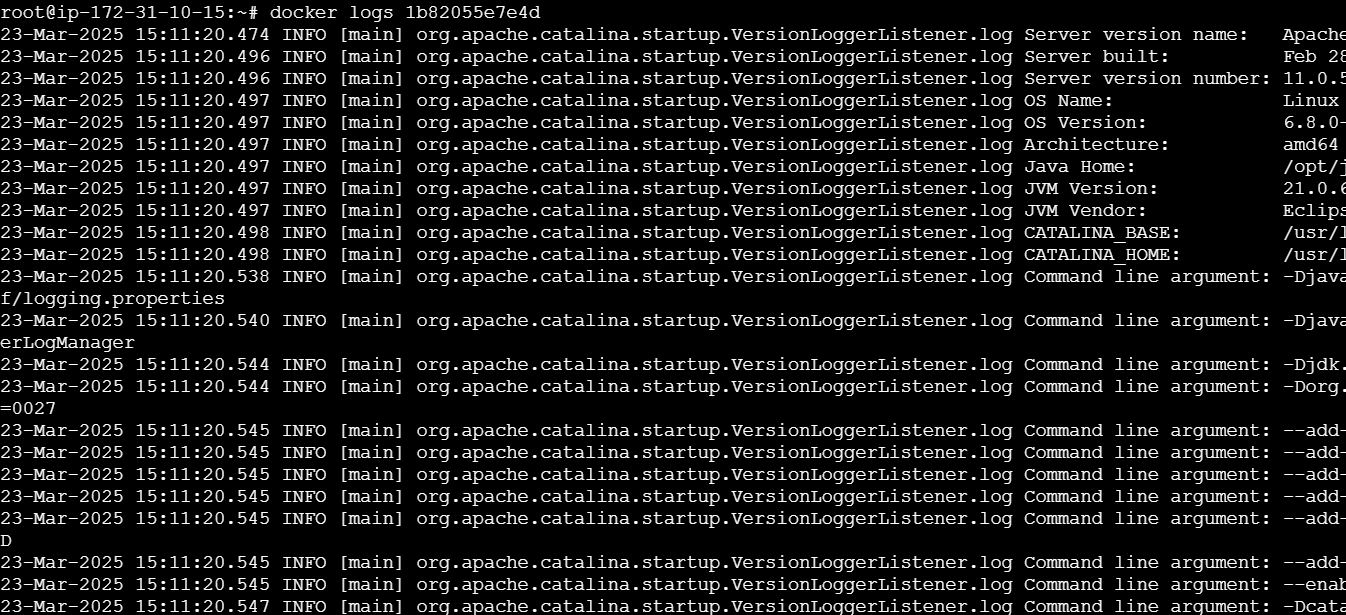 root@ip-172-31-10-15:~# docker logs 1b82055e7e4d
23-Mar-2025 15:11:20.474 INFO [main] org.apache.catalina.startup.VersionLoggerListener.log Server version name:   Apache
23-Mar-2025 15:11:20.496 INFO [main] org.apache.catalina.startup.VersionLoggerListener.log Server built:          Feb 28
23-Mar-2025 15:11:20.496 INFO [main] org.apache.catalina.startup.VersionLoggerListener.log Server version number: 11.0.5
23-Mar-2025 15:11:20.497 INFO [main] org.apache.catalina.startup.VersionLoggerListener.log OS Name:               Linux
23-Mar-2025 15:11:20.497 INFO [main] org.apache.catalina.startup.VersionLoggerListener.log OS Version:            6.8.0-
23-Mar-2025 15:11:20.497 INFO [main] org.apache.catalina.startup.VersionLoggerListener.log Architecture:          amd64
23-Mar-2025 15:11:20.497 INFO [main] org.apache.catalina.startup.VersionLoggerListener.log Java Home:             /opt/j
23-Mar-2025 15:11:20.497 INFO [main] org.apache.catalina.startup.VersionLoggerListener.log JVM Version:           21.0.6
23-Mar-2025 15:11:20.497 INFO [main] org.apache.catalina.startup.VersionLoggerListener.log JVM Vendor:            Eclips
23-Mar-2025 15:11:20.498 INFO [main] org.apache.catalina.startup.VersionLoggerListener.log CATALINA_BASE:         /usr/l
23-Mar-2025 15:11:20.498 INFO [main] org.apache.catalina.startup.VersionLoggerListener.log CATALINA_HOME:         /usr/l
23-Mar-2025 15:11:20.538 INFO [main] org.apache.catalina.startup.VersionLoggerListener.log Command line argument: -Djava
f/logging.properties
23-Mar-2025 15:11:20.540 INFO [main] org.apache.catalina.startup.VersionLoggerListener.log Command line argument: -Djava
erLogManager
23-Mar-2025 15:11:20.544 INFO [main] org.apache.catalina.startup.VersionLoggerListener.log Command line argument: -Djdk.
23-Mar-2025 15:11:20.544 INFO [main] org.apache.catalina.startup.VersionLoggerListener.log Command line argument: -Dorg.
=0027
23-Mar-2025 15:11:20.545 INFO [main] org.apache.catalina.startup.VersionLoggerListener.log Command line argument: --add-
23-Mar-2025 15:11:20.545 INFO [main] org.apache.catalina.startup.VersionLoggerListener.log Command line argument: --add-
23-Mar-2025 15:11:20.545 INFO [main] org.apache.catalina.startup.VersionLoggerListener.log Command line argument: --add-
23-Mar-2025 15:11:20.545 INFO [main] org.apache.catalina.startup.VersionLoggerListener.log Command line argument: --add-
23-Mar-2025 15:11:20.545 INFO [main] org.apache.catalina.startup.VersionLoggerListener.log Command line argument: --add-
D
23-Mar-2025 15:11:20.545 INFO [main] org.apache.catalina.startup.VersionLoggerListener.log Command line argument: --add-
23-Mar-2025 15:11:20.545 INFO [main] org.apache.catalina.startup.VersionLoggerListener.log Command line argument: --enab
23-Mar-2025 15:11:20.547 INFO [main] org.apache.catalina.startup.VersionLoggerListener.log Command line argument: -Dcata